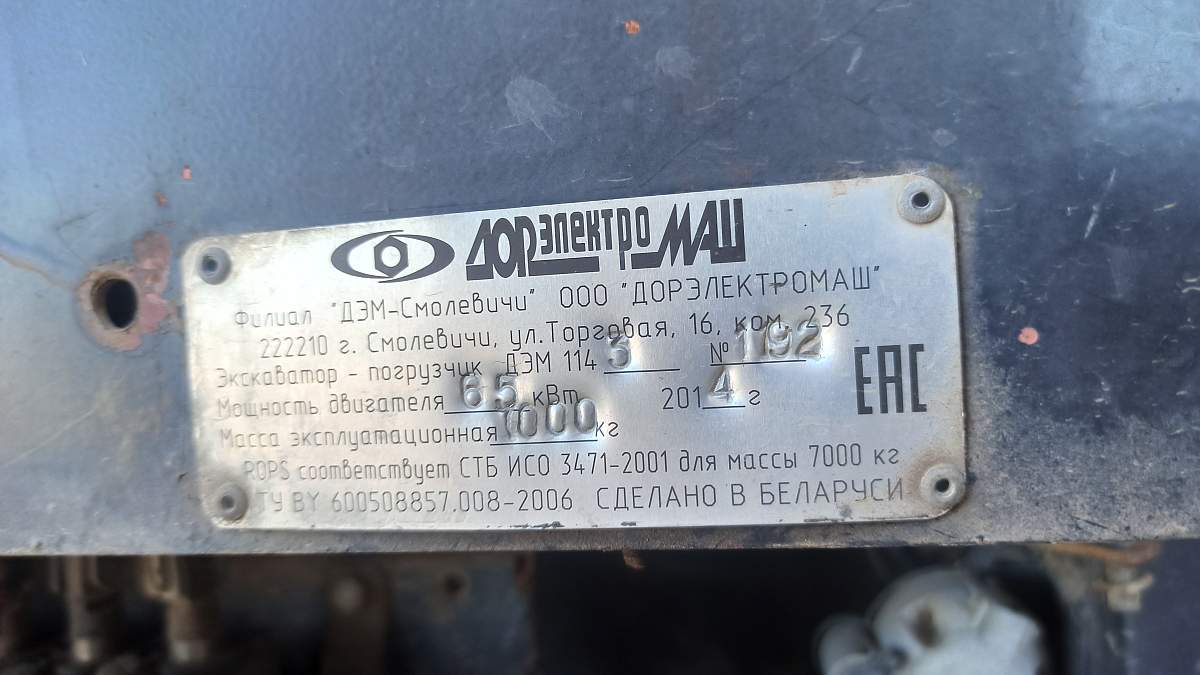 ДОРЭЛЕКТРОМАШ
Филиал "ДЭМ-Смолевичи" ООО "ДОРЭЛЕКТРОМАШ"
222210 г. Смолевичи, ул.Торговая, 16, ком. 236
Экскаватор - погрузчик ДЭМ 114 3 № 1192
Мощность двигателя 65 кВт 2014 г
Масса эксплуатационная 7000 кг
ЕАС
ROPS соответствует СТБ ИСО 3471-2001 для массы 7000 кг
ТУ BY 600508857.008-2006 СДЕЛАНО В БЕЛАРУСИ